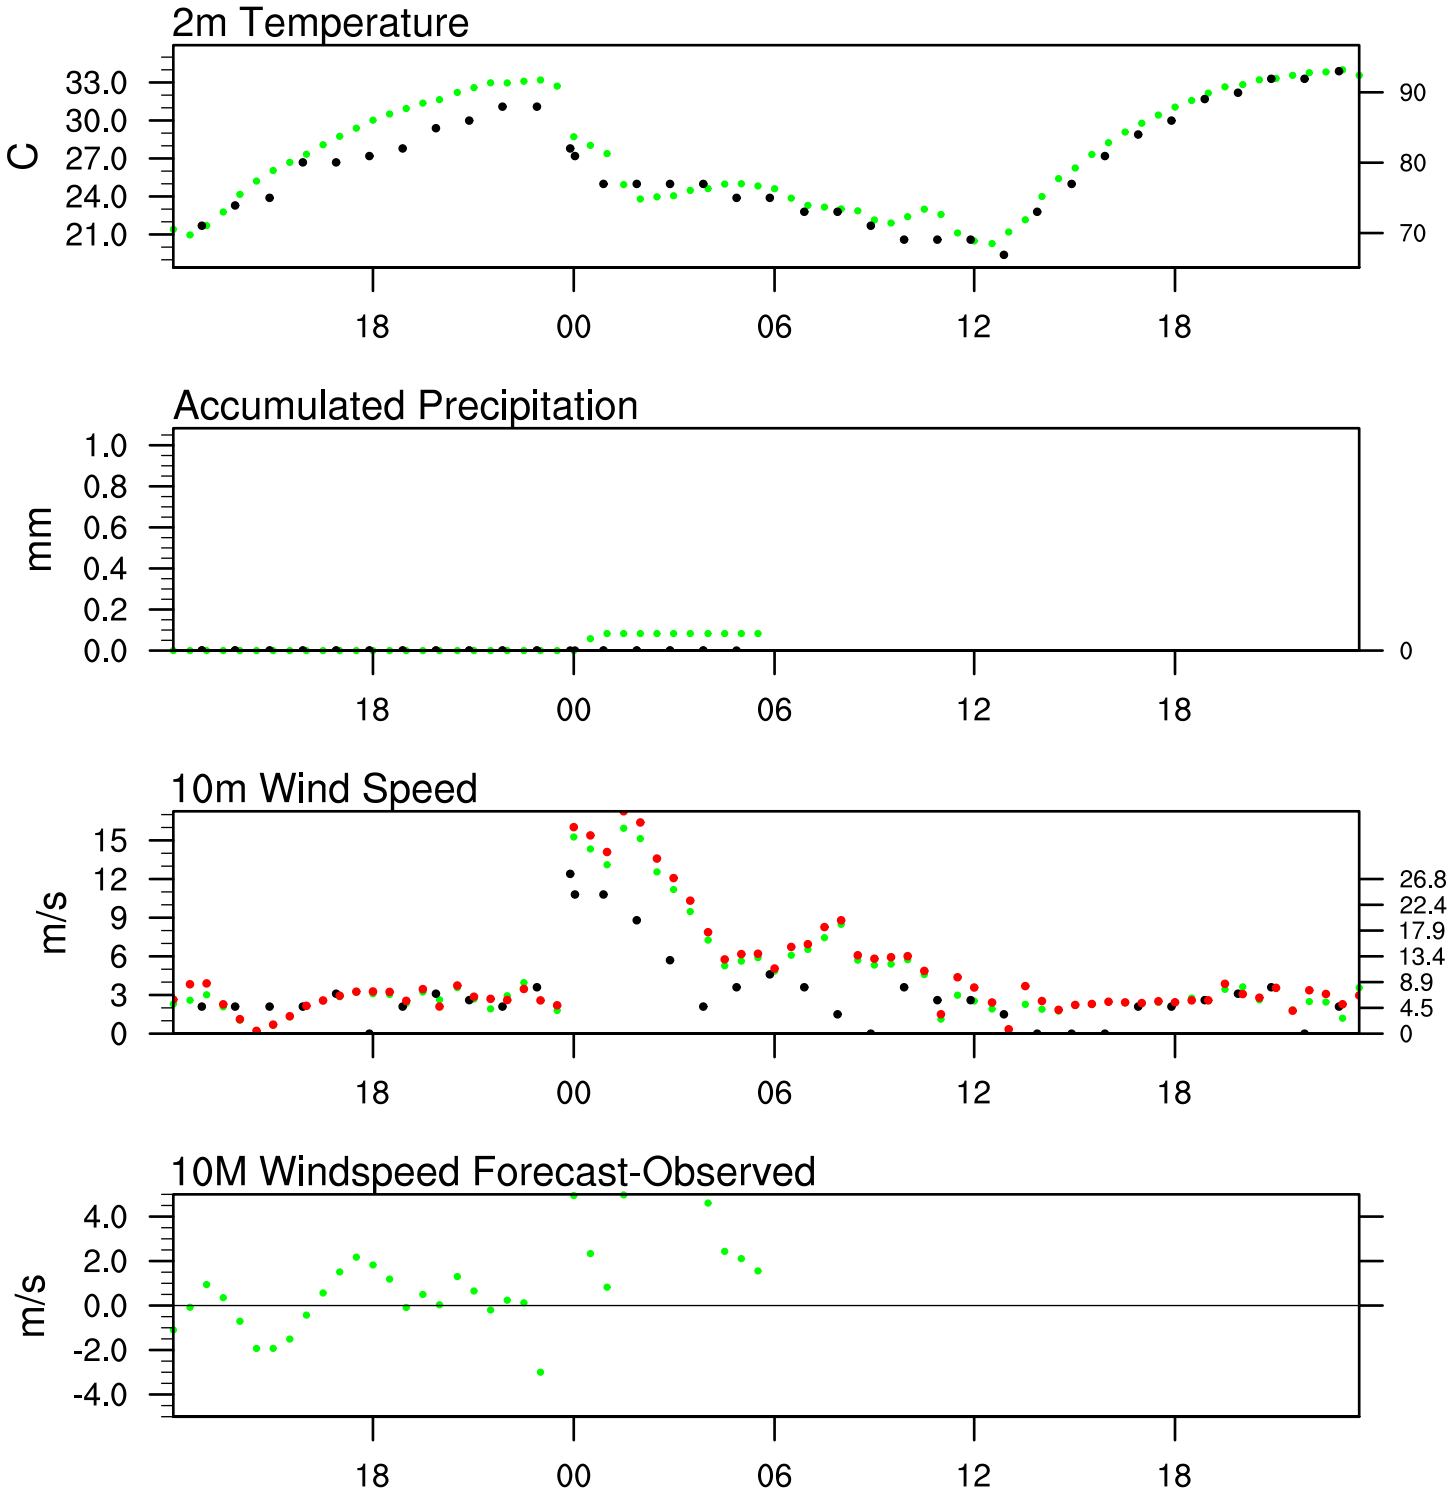 2m Temperature
C
33.0
30.0
27.0
24.0
21.0
90
80
70
18 00 06 12 18
Accumulated Precipitation
mm
1.0
0.8
0.6
0.4
0.2
0.0
0
18 00 06 12 18
10m Wind Speed
m/s
15
12
9
6
3
0
26.8
22.4
17.9
13.4
8.9
4.5
0
18 00 06 12 18
10M Windspeed Forecast-Observed
m/s
4.0
2.0
0.0
-2.0
-4.0
18 00 06 12 18